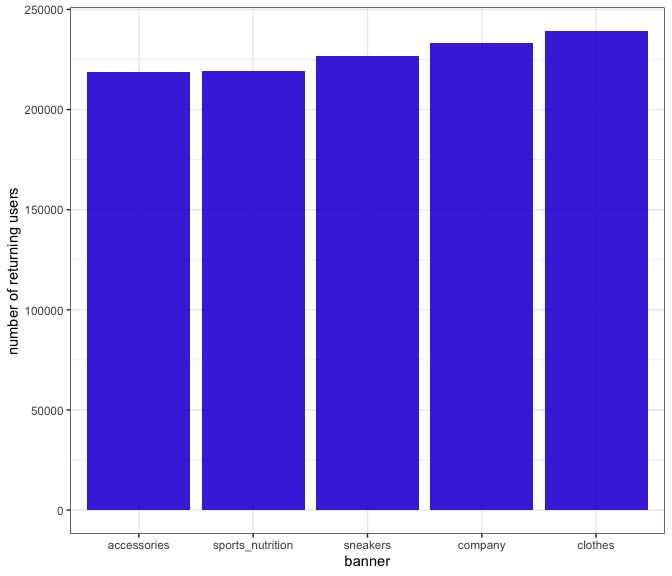 250000
200000
150000
100000
50000
0
number of returning users
accessories sports_nutrition sneakers company clothes
banner